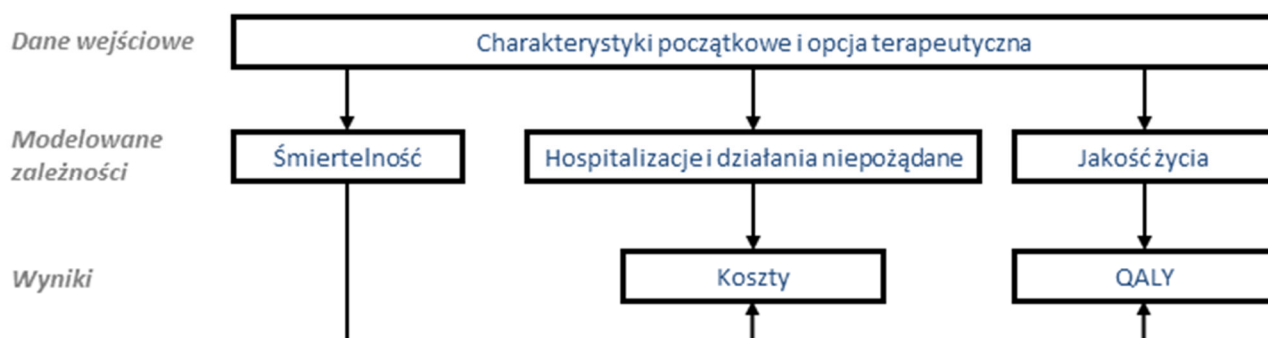 Dane wejściowe
Charakterystyki początkowe i opcja terapeutyczna
Modelowane
zależności
Śmiertelność
Hospitalizacje i działania niepożądane
Jakość życia
Wyniki
Koszty
QALY